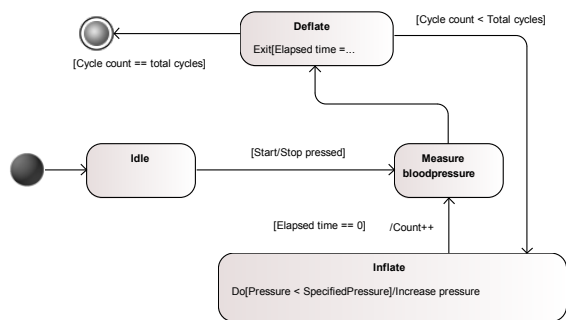 Deflate
Exit[Elapsed time =...
[Cycle count < Total cycles]
[Cycle count == total cycles]
Idle
[Start/Stop pressed]
Measure
bloodpressure
[Elapsed time == 0]
/Count++
Inflate
Do[Pressure < SpecifiedPressure]/Increase pressure